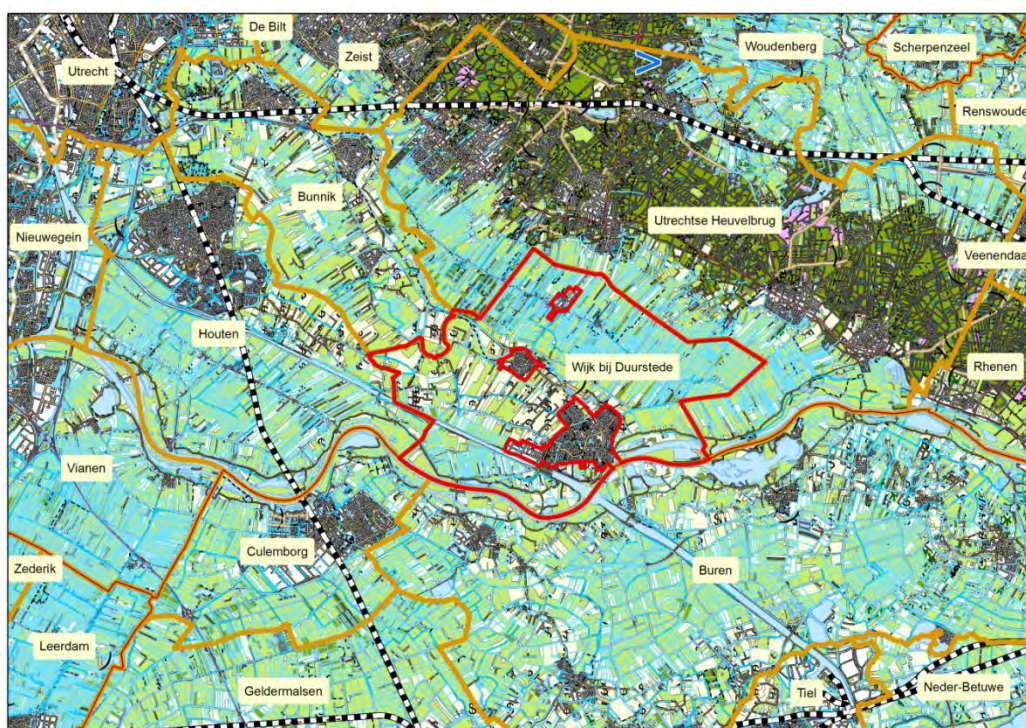 De Bilt
Zeist
Woudenberg
Scherpenzeel
Utrecht
Renswoude
Bunnik
Utrechtse Heuvelbrug
Nieuwegein
Veenendaa
Houten
Wijk bij Duurstede
Rhenen
Vianen
Culemborg
Zederik
Buren
Leerdam
Geldermalsen
Tiel
Neder-Betuwe